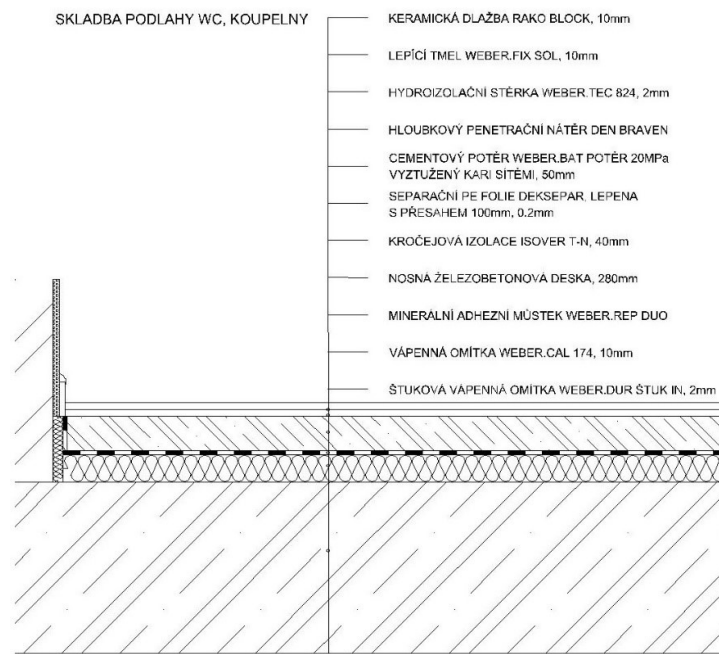 SKLADBA PODLAHY WC, KOUPELNY
KERAMICKÁ DLAŽBA RAKO BLOCK, 10mm
LEPÍCÍ TMEL WEBER.FIX SOL, 10mm
HYDROIZOLAČNÍ STĚRKA WEBER.TEC 824, 2mm
HLOUBKOVÝ PENETRAČNÍ NÁTĚR DEN BRAVEN
CEMENTOVÝ POTĚR WEBER.BAT POTĚR 20MPa
VYZTUŽENÝ KARI SÍTĚMI, 50mm
SEPARAČNÍ PE FOLIE DEKSEPAR, LEPENA
S PŘESAHEM 100mm, 0.2mm
KROČEJOVÁ IZOLACE ISOVER T-N, 40mm
NOSNÁ ŽELEZOBETONOVÁ DESKA, 280mm
MINERÁLNÍ ADHEZNÍ MŮSTEK WEBER.REP DUO
VÁPENNÁ OMÍTKA WEBER.CAL 174, 10mm
ŠTUKOVÁ VÁPENNÁ OMÍTKA WEBER.DUR ŠTUK IN, 2mm